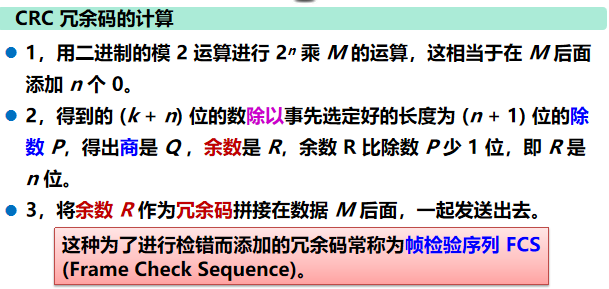 CRC 冗余码的计算
● 1，用二进制的模 2 运算进行 2ⁿ 乘 M 的运算，这相当于在 M 后面
添加 n 个 0。
● 2，得到的 (k + n) 位的数除以事先选定好的长度为 (n + 1) 位的除
数 P，得出商是 Q ，余数是 R，余数 R 比除数 P 少 1 位，即 R 是
n 位。
● 3，将余数 R 作为冗余码拼接在数据 M 后面，一起发送出去。
这种为了进行检错而添加的冗余码常称为帧检验序列 FCS
(Frame Check Sequence)。